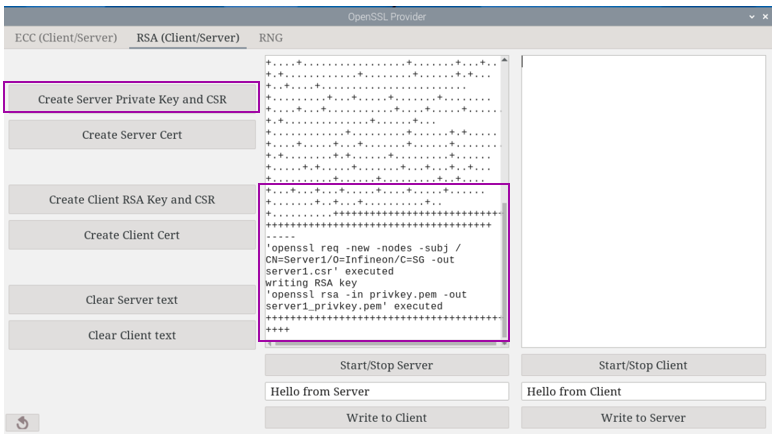 OpenSSL Provider
ECC (Client/Server) RSA (Client/Server) RNG
Create Server Private Key and CSR
Create Server Cert
Create Client RSA Key and CSR
Create Client Cert
Clear Server text
Clear Client text
-----
'openssl req -new -nodes -subj /
CN=Server1/O=Infineon/C=SG -out
server1.csr' executed
writing RSA key
'openssl rsa -in privkey.pem -out
server1_privkey.pem' executed
++++
Start/Stop Server
Hello from Server
Write to Client
Start/Stop Client
Hello from Client
Write to Server